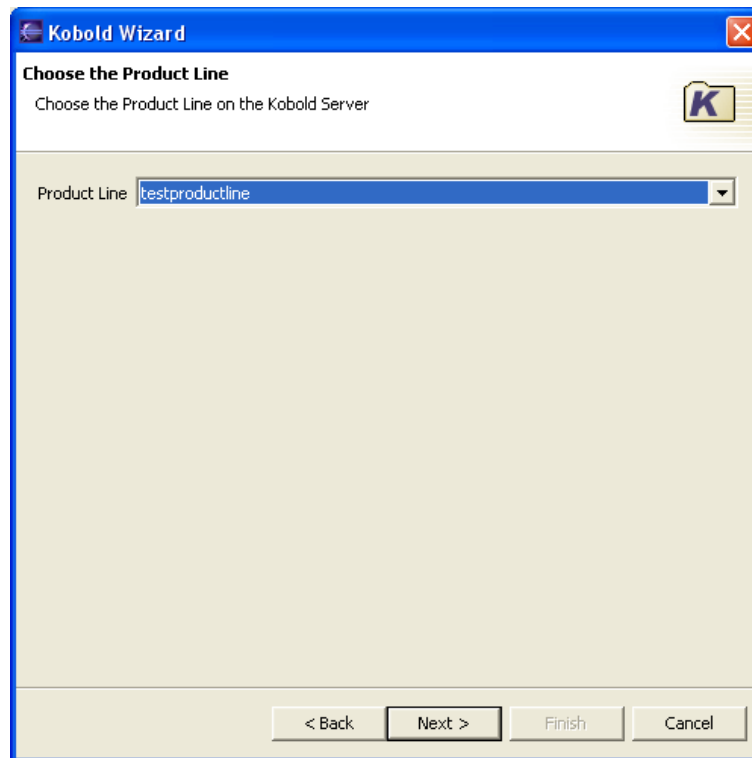 Kobold Wizard
Choose the Product Line
Choose the Product Line on the Kobold Server
K
Product Line testproductline
< Back Next > Finish Cancel